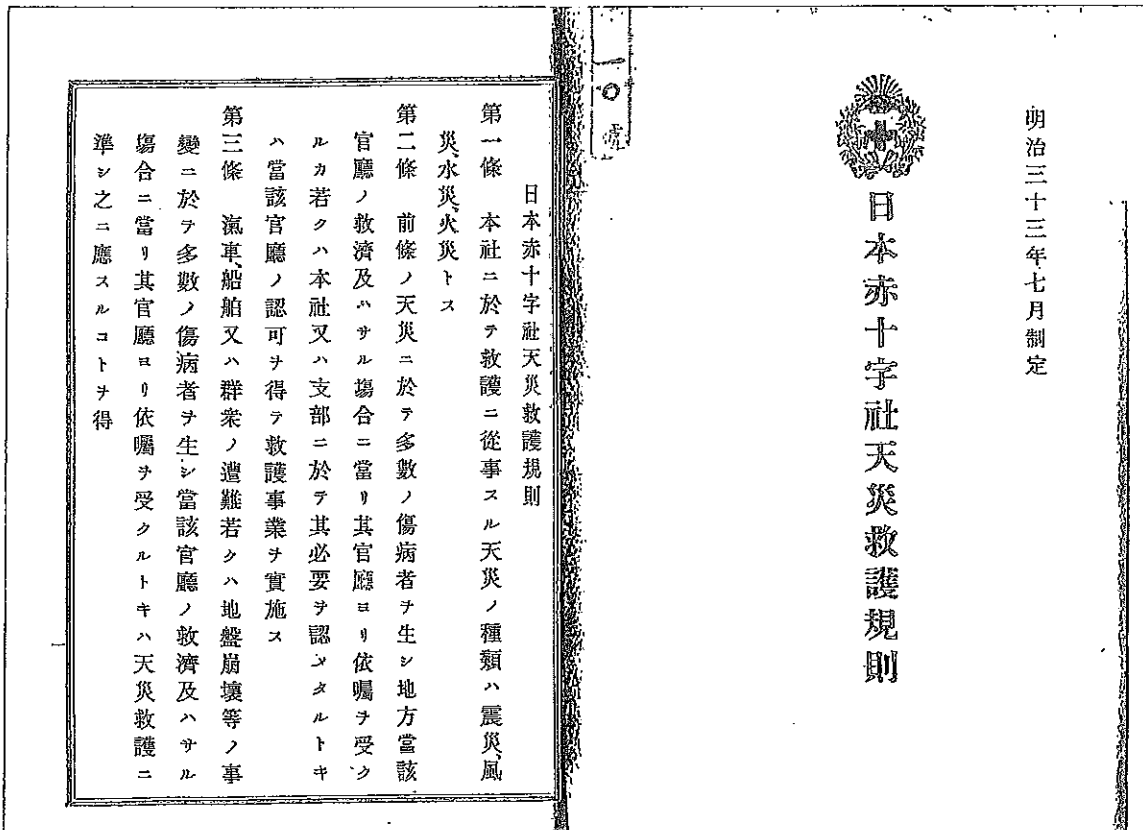 明治三十三年七月制定
日本赤十字社天災救護規則
一〇
日本赤十字社天災救護規則
第一條　本社ニ於テ救護ニ從事スル天災ノ種類ハ震災、風
災、水災、火災トス
第二條　前條ノ天災ニ於テ多數ノ傷病者ヲ生シ地方當該
官廳ノ救濟及ハサル塲合ニ當リ其官廳ヨリ依囑ヲ受ク
ルカ若クハ本社又ハ支部ニ於テ其必要ヲ認メタルトキ
ハ當該官廳ノ認可ヲ得テ救護事業ヲ實施ス
第三條　滊車、船舶又ハ群衆ノ遭難若クハ地盤崩壞等ノ事
變ニ於テ多數ノ傷病者ヲ生シ當該官廳ノ救濟及ハサル
塲合ニ當リ其官廳ヨリ依囑ヲ受クルトキハ天災救護ニ
準シ之ニ應スルコトヲ得
一